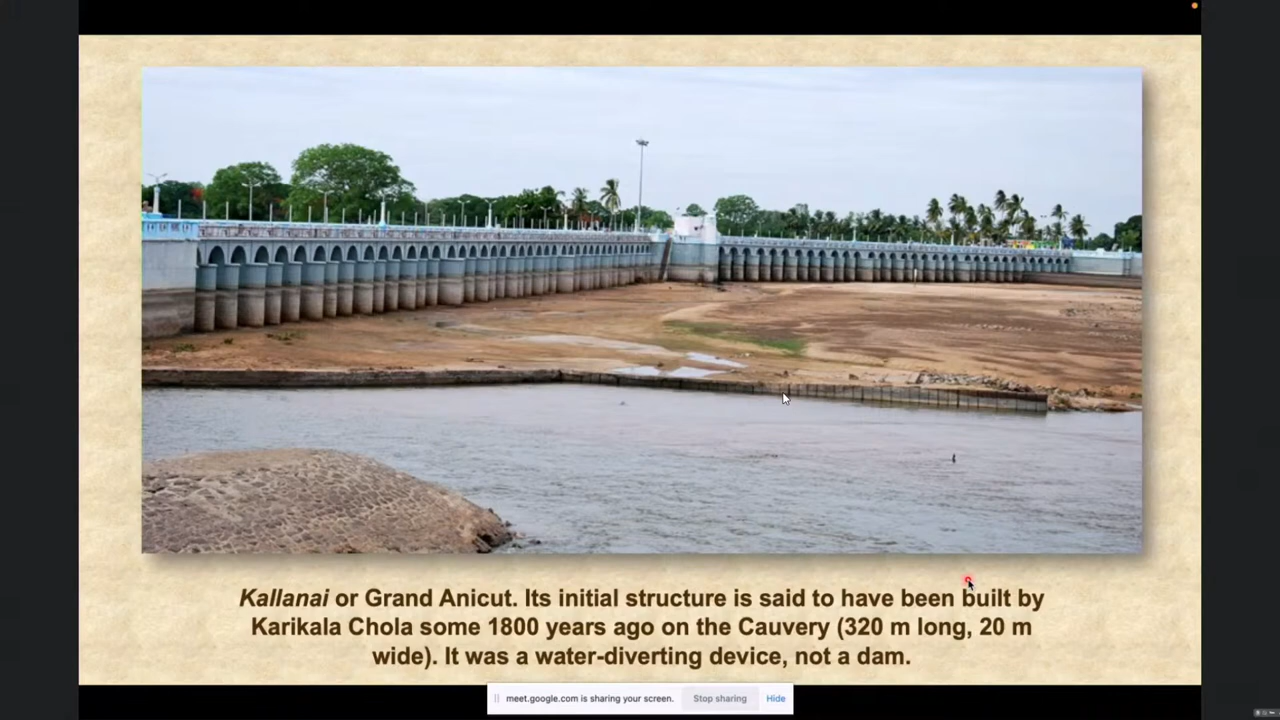 Kallanai or Grand Anicut. Its initial structure is said to have been built by
Karikala Chola some 1800 years ago on the Cauvery (320 m long, 20 m
wide). It was a water-diverting device, not a dam.
meet.google.com is sharing your screen. Stop sharing Hide